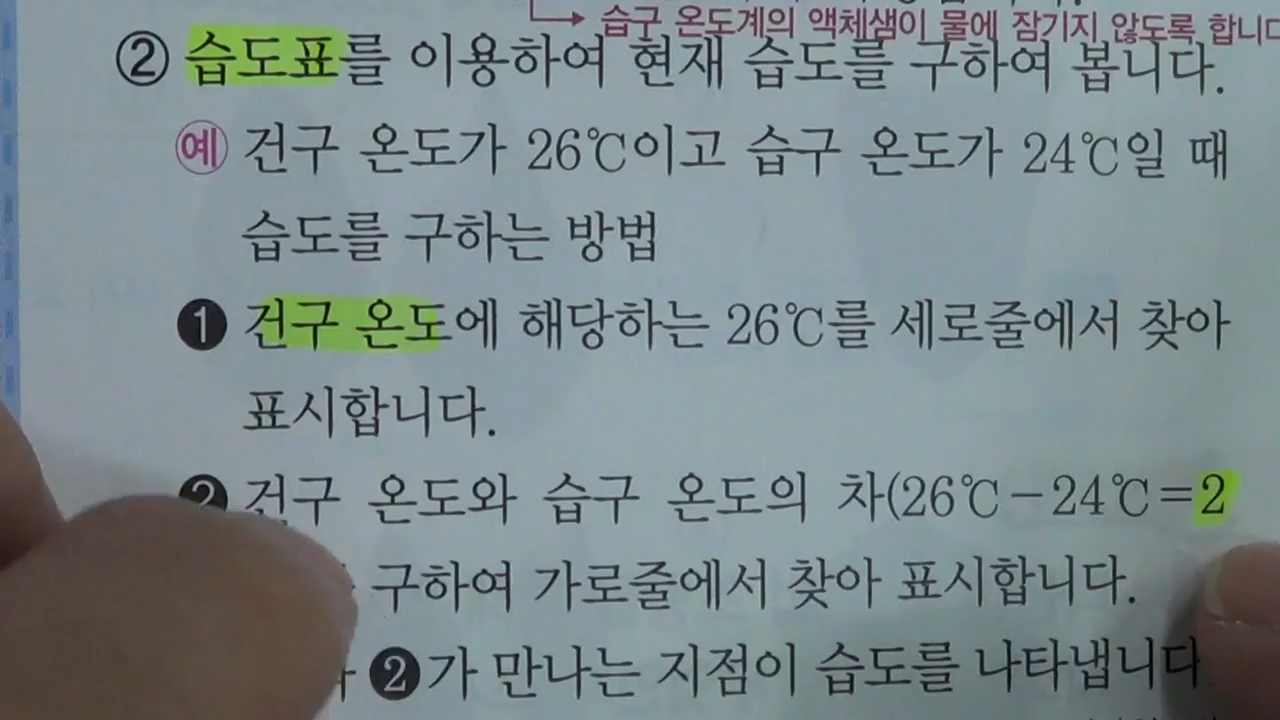 습구 온도계의 액체샘이 물에 잠기지 않도록 합니다
② 습도표를 이용하여 현재 습도를 구하여 봅니다.
예 건구 온도가 26℃이고 습구 온도가 24℃일 때
습도를 구하는 방법
❶ 건구 온도에 해당하는 26℃를 세로줄에서 찾아
표시합니다.
❷ 건구 온도와 습구 온도의 차(26℃-24℃=2
구하여 가로줄에서 찾아 표시합니다.
❷가 만나는 지점이 습도를 나타냅니다